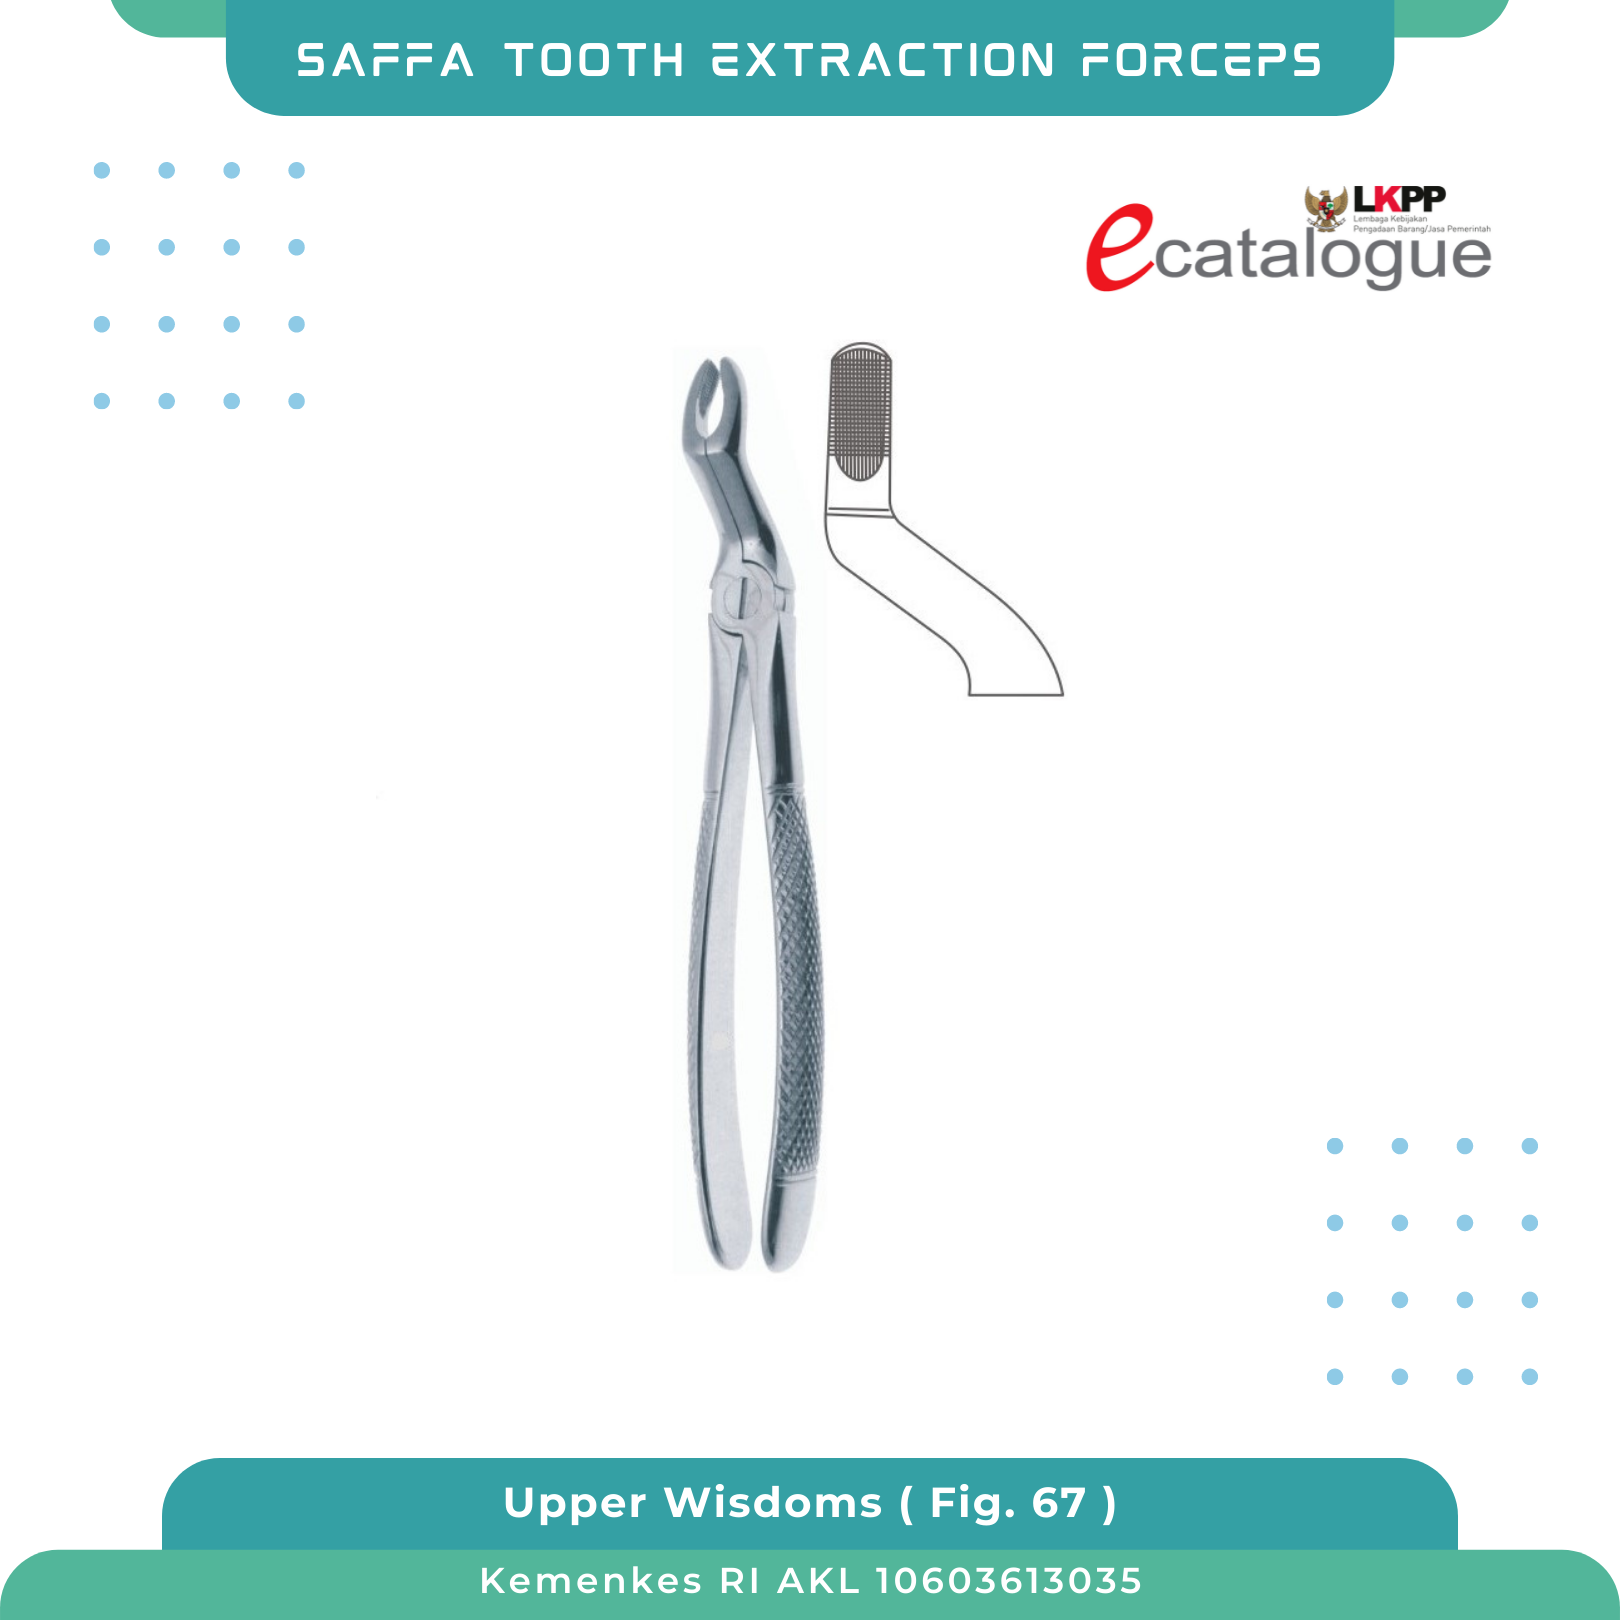 SAFFA TOOTH EXTRACTION FORCEPS
LKPP
Lembaga Kebijakan
Pengadaan Barang/Jasa Pemerintah
ecatalogue
Upper Wisdoms ( Fig. 67 )
Kemenkes RI AKL 10603613035